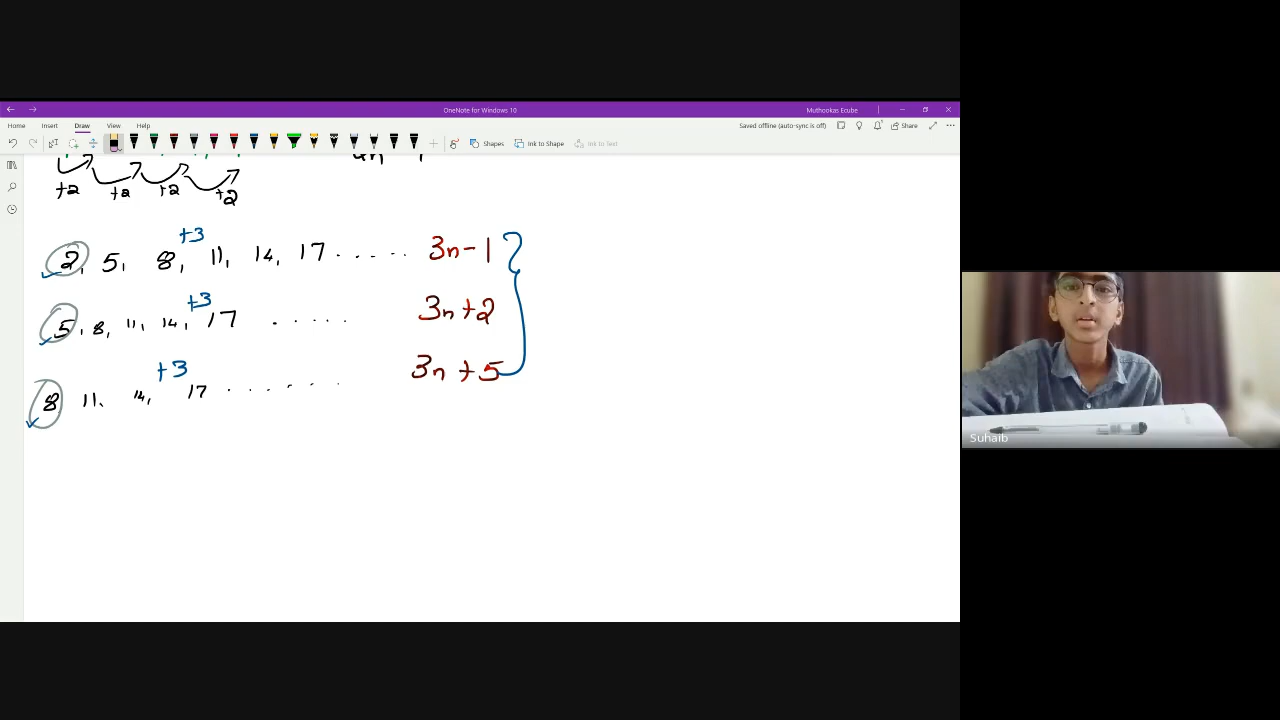 OneNote for Windows 10
Muthookas Ecube
Home Insert Draw View Help
Saved offline (auto-sync is off)
Share
Shapes
Ink to Shape
Ink to Text
+2 +2 +2 +2
+3
2, 5, 8, 11, 14, 17 ...... 3n-1
+3
5, 8, 11, 14, 17 ..... 3n+2
+3
8 11, 14, 17 ....... 3n+5
Suhaib